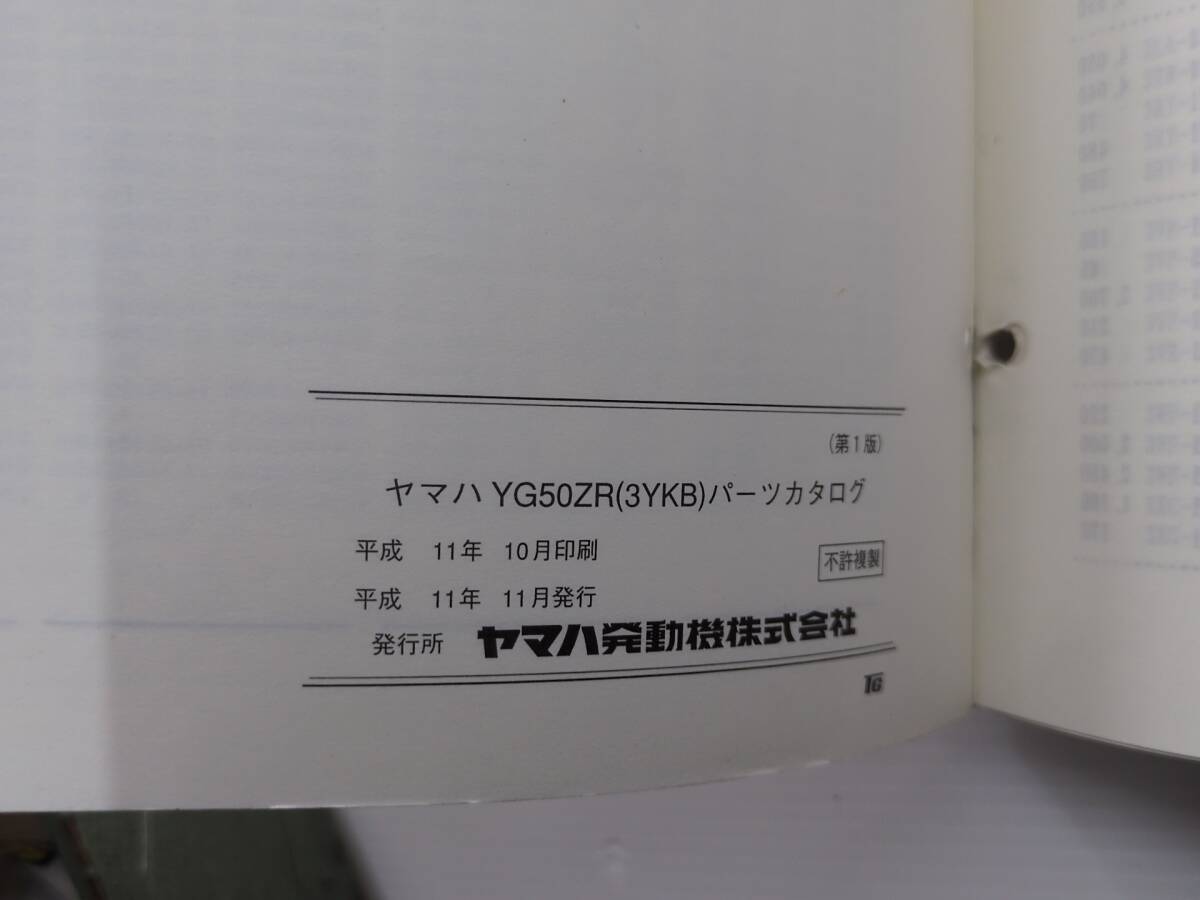 (第1版)
ヤマハ YG50ZR(3YKB)パーツカタログ
平成 11年 10月印刷
不許複製
平成 11年 11月発行
発行所 ヤマハ発動機株式会社
TG